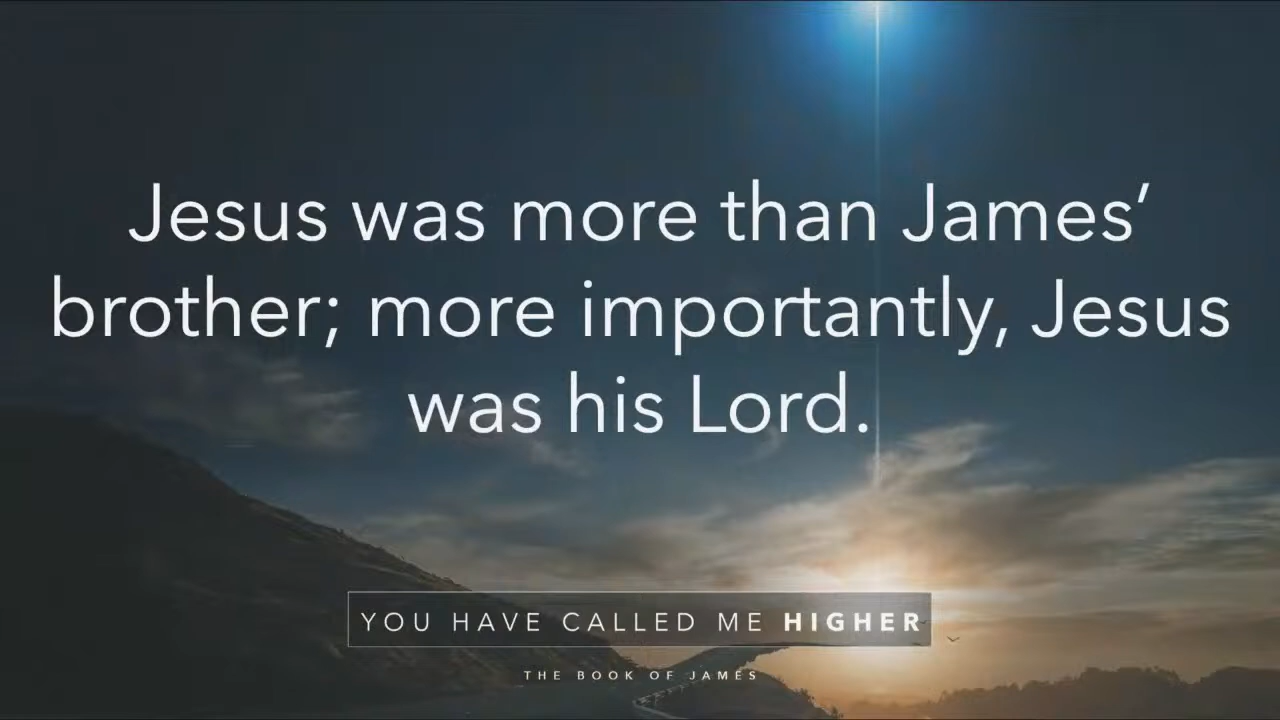 Jesus was more than James’
brother; more importantly, Jesus
was his Lord.
YOU HAVE CALLED ME HIGHER
THE BOOK OF JAMES